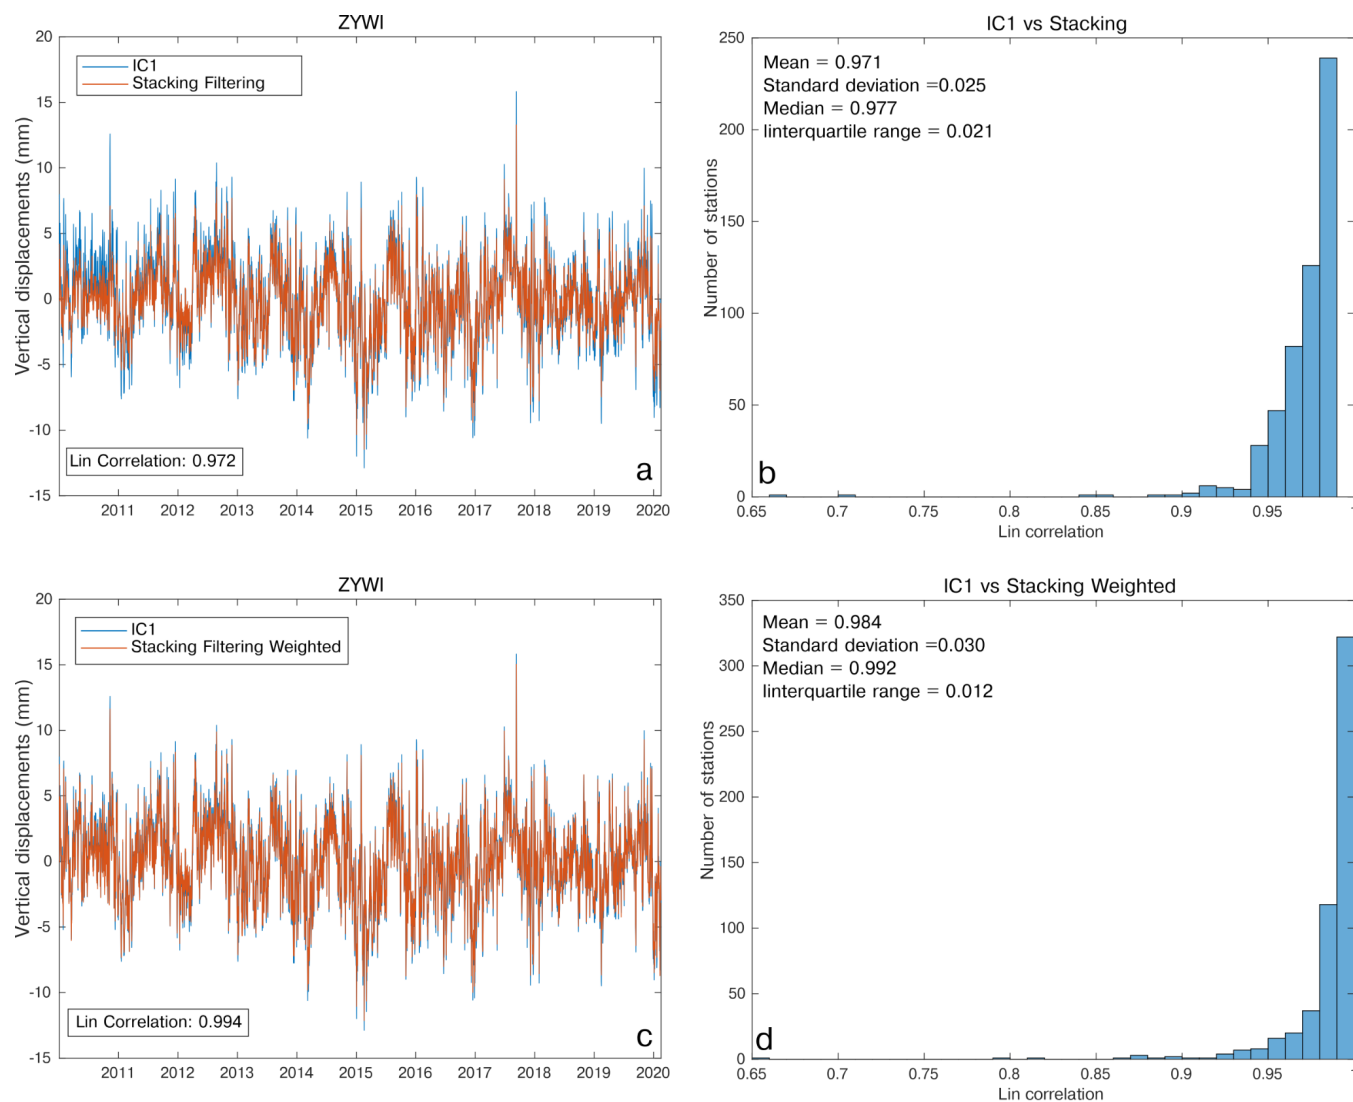 ZYWI
20
15
10
5
0
-5
-10
-15
Vertical displacements (mm)
IC1
Stacking Filtering
Lin Correlation: 0.972
a
2011 2012 2013 2014 2015 2016 2017 2018 2019 2020
IC1 vs Stacking
250
200
150
100
50
0
Number of stations
Mean = 0.971
Standard deviation =0.025
Median = 0.977
Iinterquartile range = 0.021
b
0.65 0.7 0.75 0.8 0.85 0.9 0.95 1
Lin correlation
ZYWI
20
15
10
5
0
-5
-10
-15
Vertical displacements (mm)
IC1
Stacking Filtering Weighted
Lin Correlation: 0.994
c
2011 2012 2013 2014 2015 2016 2017 2018 2019 2020
IC1 vs Stacking Weighted
350
300
250
200
150
100
50
0
Number of stations
Mean = 0.984
Standard deviation =0.030
Median = 0.992
Iinterquartile range = 0.012
d
0.65 0.7 0.75 0.8 0.85 0.9 0.95
Lin correlation